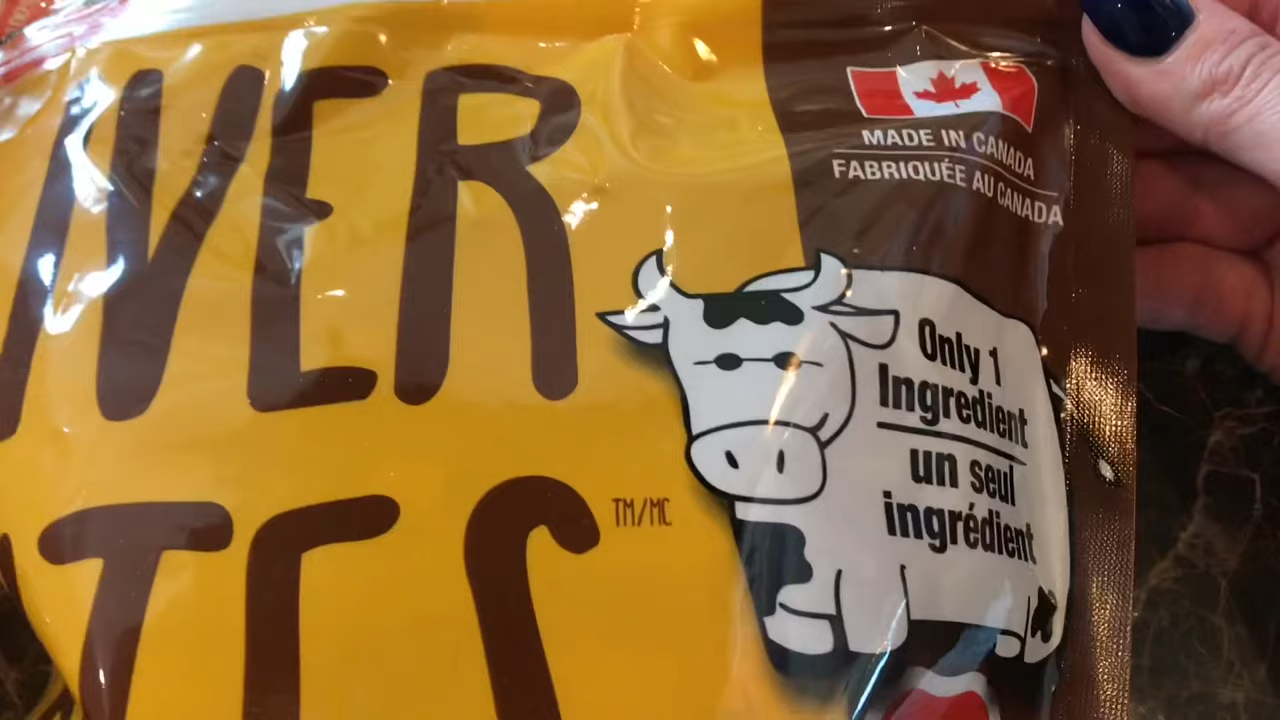 VER
TES
TM/MC
MADE IN CANADA
FABRIQUÉE AU CANADA
Only 1
Ingredient
un seul
ingrédient